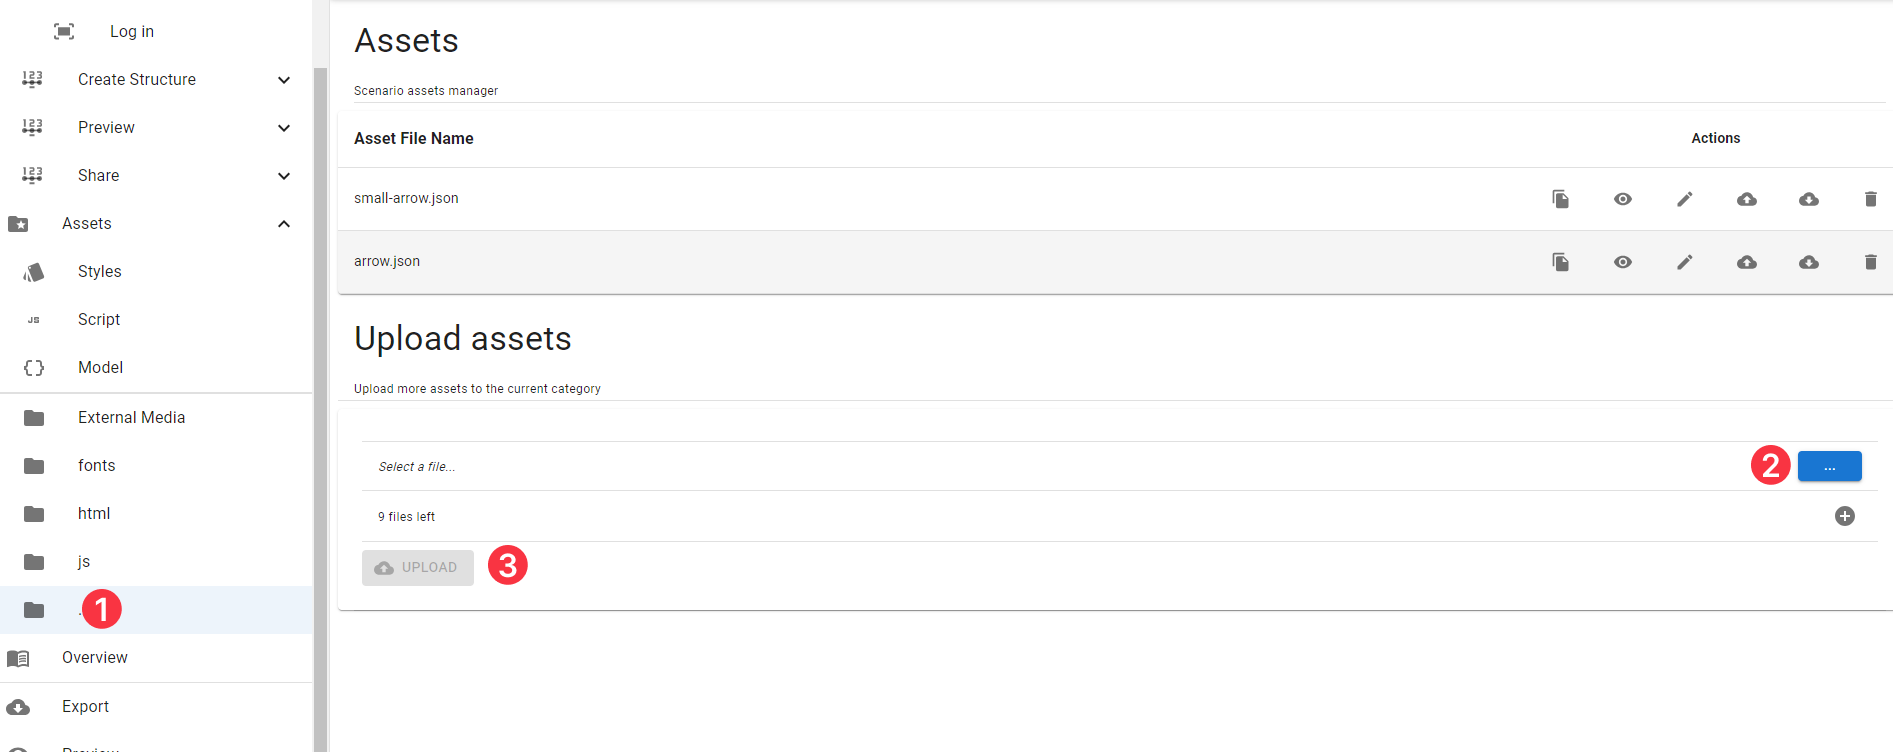 Log in
Create Structure
Preview
Share
Assets
Styles
JS Script
Model
External Media
fonts
html
js
. 1
Overview
Export
Assets
Scenario assets manager
Asset File Name Actions
small-arrow.json
arrow.json
Upload assets
Upload more assets to the current category
Select a file... 2 ...
9 files left
UPLOAD 3